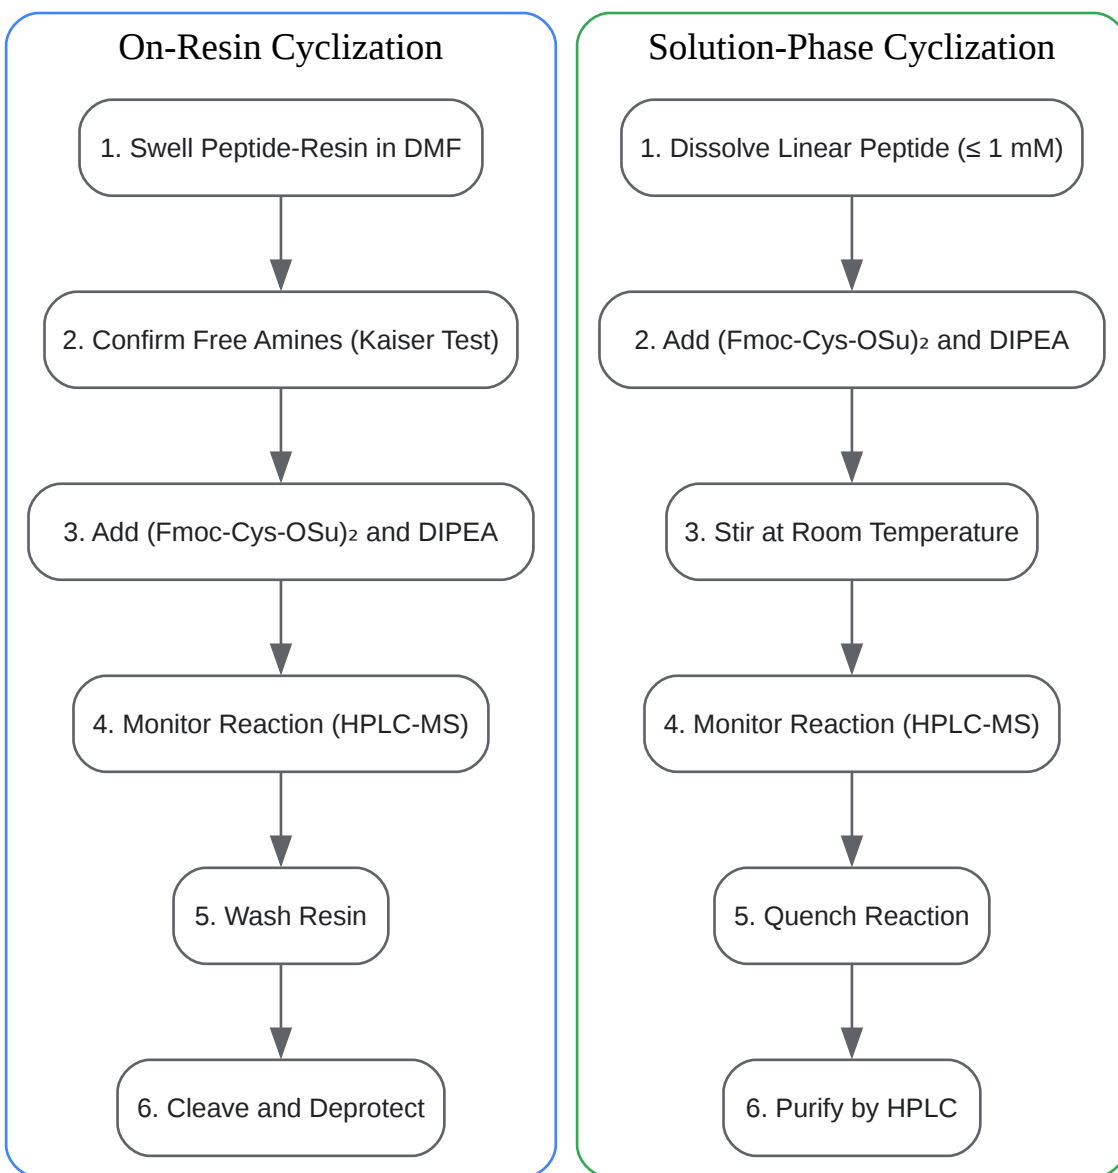 On-Resin Cyclization
1. Swell Peptide-Resin in DMF
2. Confirm Free Amines (Kaiser Test)
3. Add (Fmoc-Cys-OSu)₂ and DIPEA
4. Monitor Reaction (HPLC-MS)
5. Wash Resin
6. Cleave and Deprotect
Solution-Phase Cyclization
1. Dissolve Linear Peptide (≤ 1 mM)
2. Add (Fmoc-Cys-OSu)₂ and DIPEA
3. Stir at Room Temperature
4. Monitor Reaction (HPLC-MS)
5. Quench Reaction
6. Purify by HPLC